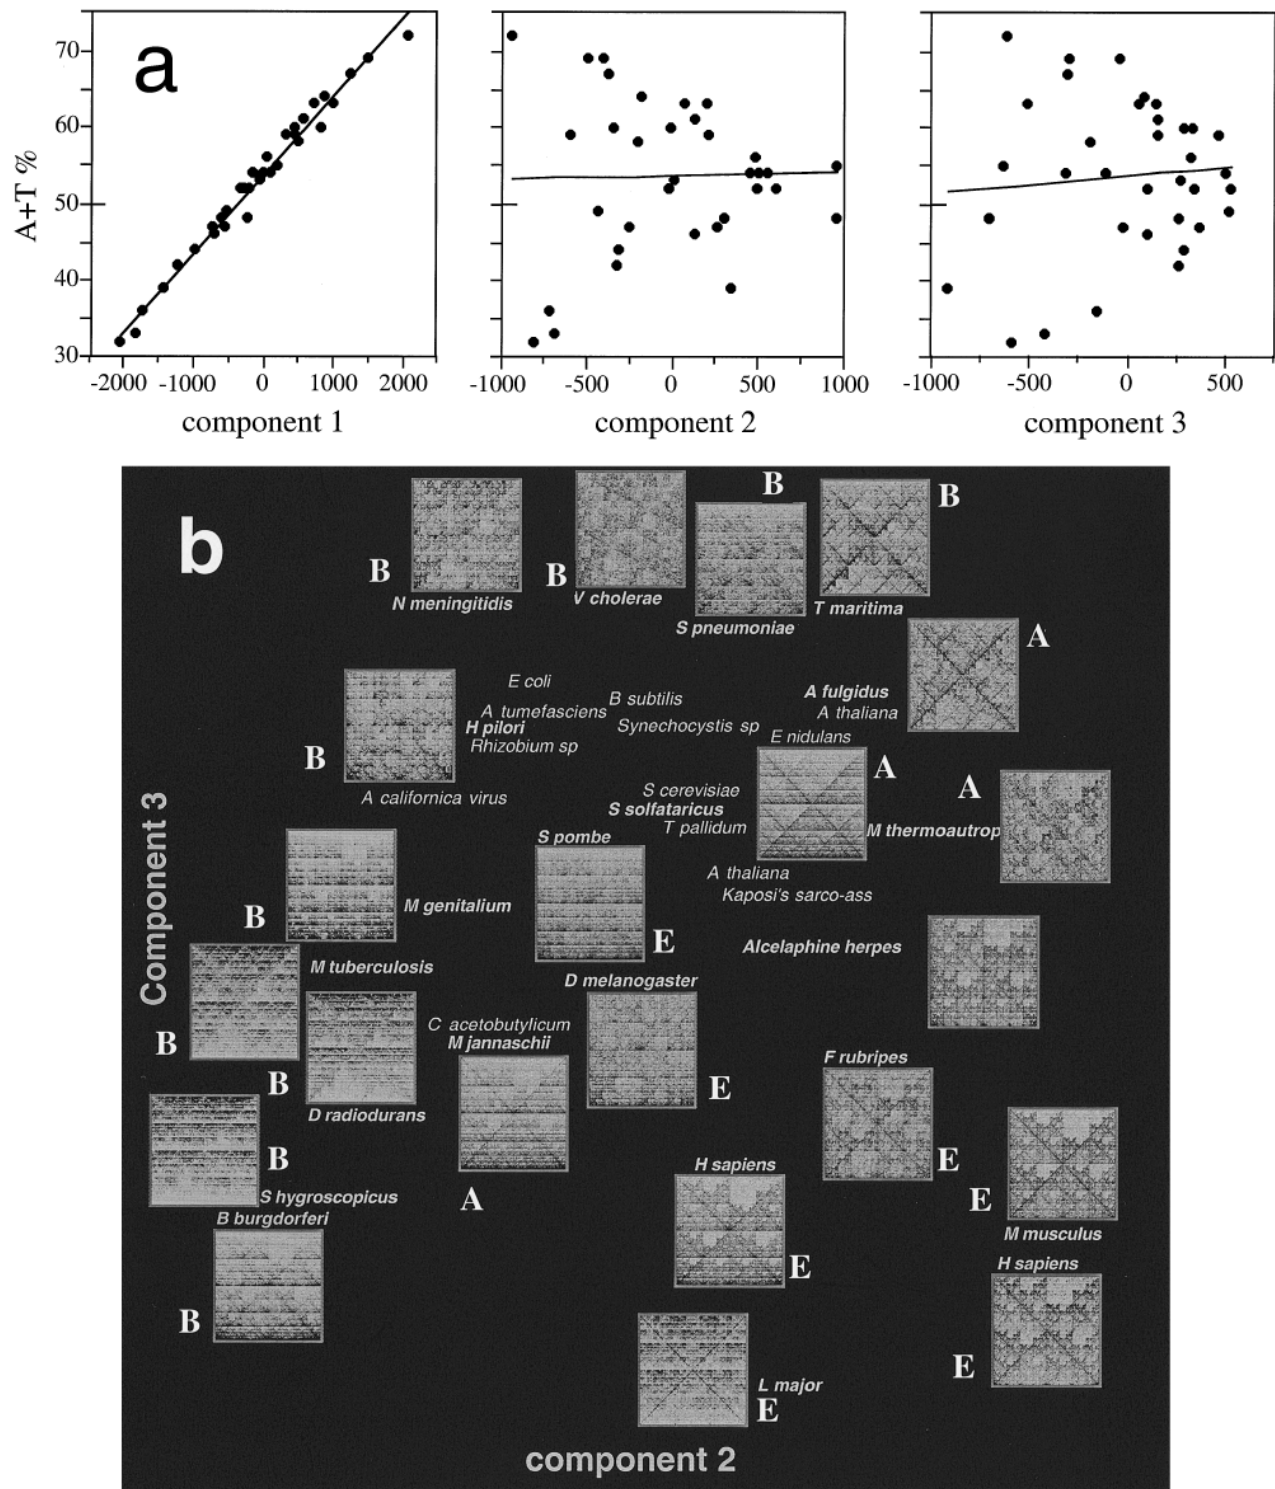 a
A+T %
70
60
50
40
30
-2000
-1000
0
1000
2000
component 1
-1000
-500
0
500
1000
component 2
-1000
-500
0
500
component 3
b
B
B
B
B
N meningitidis
V cholerae
S pneumoniae
T maritima
A
E coli
A tumefasciens
B subtilis
A fulgidus
A thaliana
H pilori
Synechocystis sp
Rhizobium sp
E nidulans
B
A
A
A californica virus
S cerevisiae
S solfataricus
T pallidum
M thermoautrop
S pombe
A thaliana
Kaposi's sarco-ass
M genitalium
B
E
Alcelaphine herpes
M tuberculosis
D melanogaster
Component 3
C acetobutylicum
M jannaschii
B
B
E
F rubripes
D radiodurans
B
S hygroscopicus
A
H sapiens
E
E
B burgdorferi
M musculus
E
H sapiens
B
E
L major
E
component 2